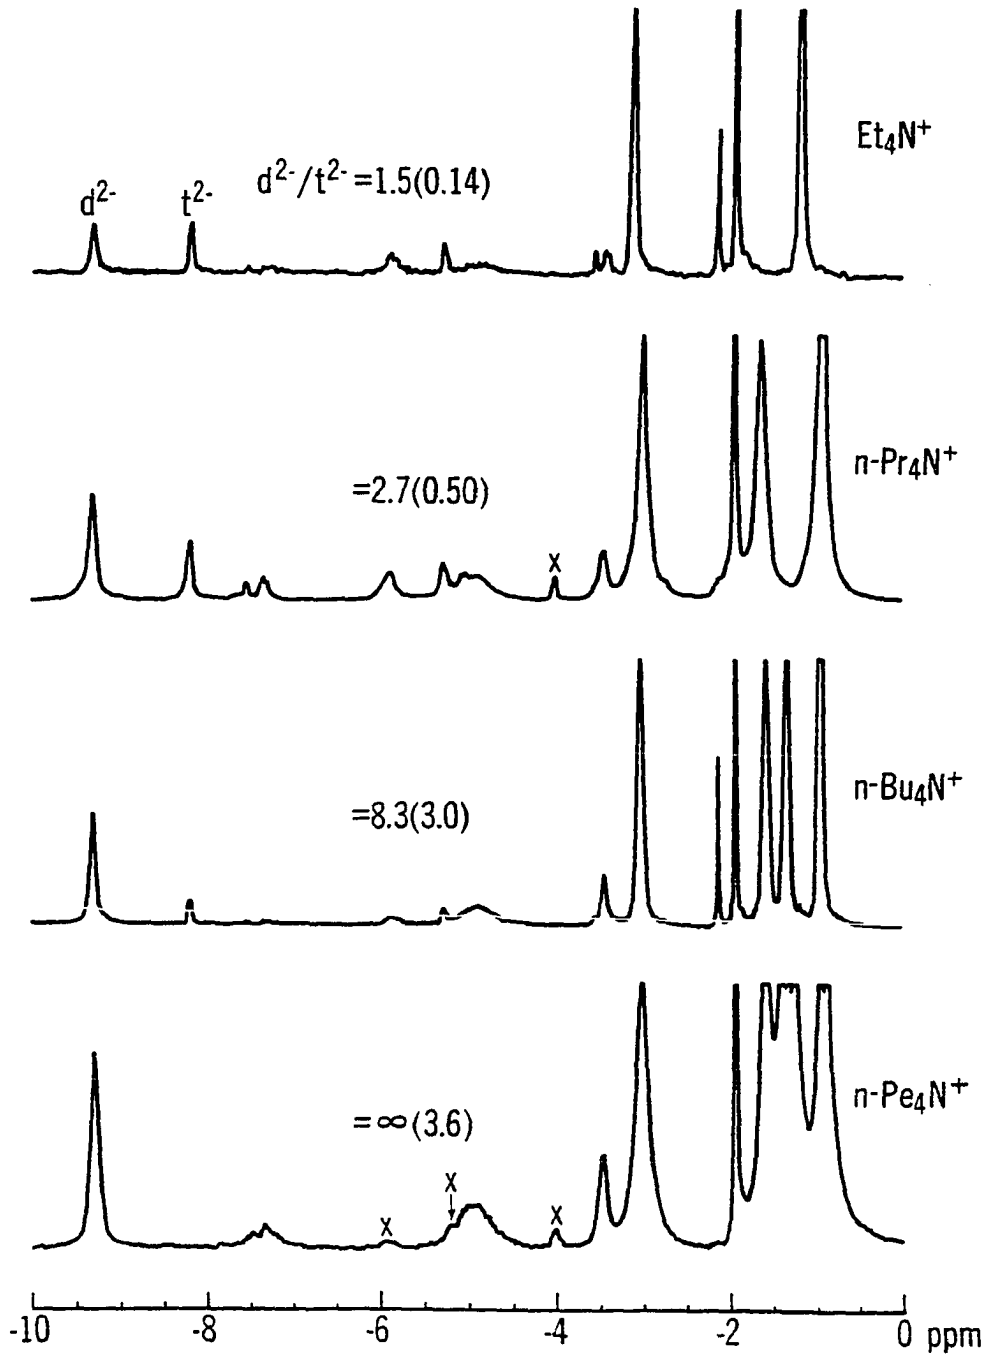 Et₄N⁺
d²⁻/t²⁻ =1.5(0.14)
d²⁻ t²⁻
n-Pr₄N⁺
=2.7(0.50)
x
n-Bu₄N⁺
=8.3(3.0)
n-Pe₄N⁺
=∞(3.6)
x
x x
-10 -8 -6 -4 -2 0 ppm